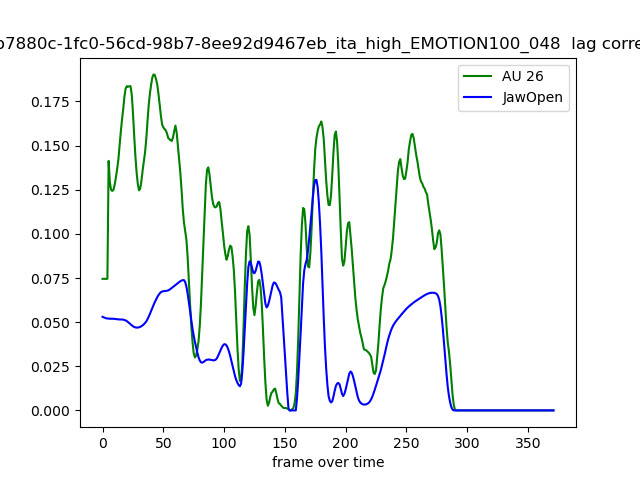 b7880c-1fc0-56cd-98b7-8ee92d9467eb_ita_high_EMOTION100_048 lag corre
AU 26
JawOpen
0.175
0.150
0.125
0.100
0.075
0.050
0.025
0.000
0 50 100 150 200 250 300 350
frame over time